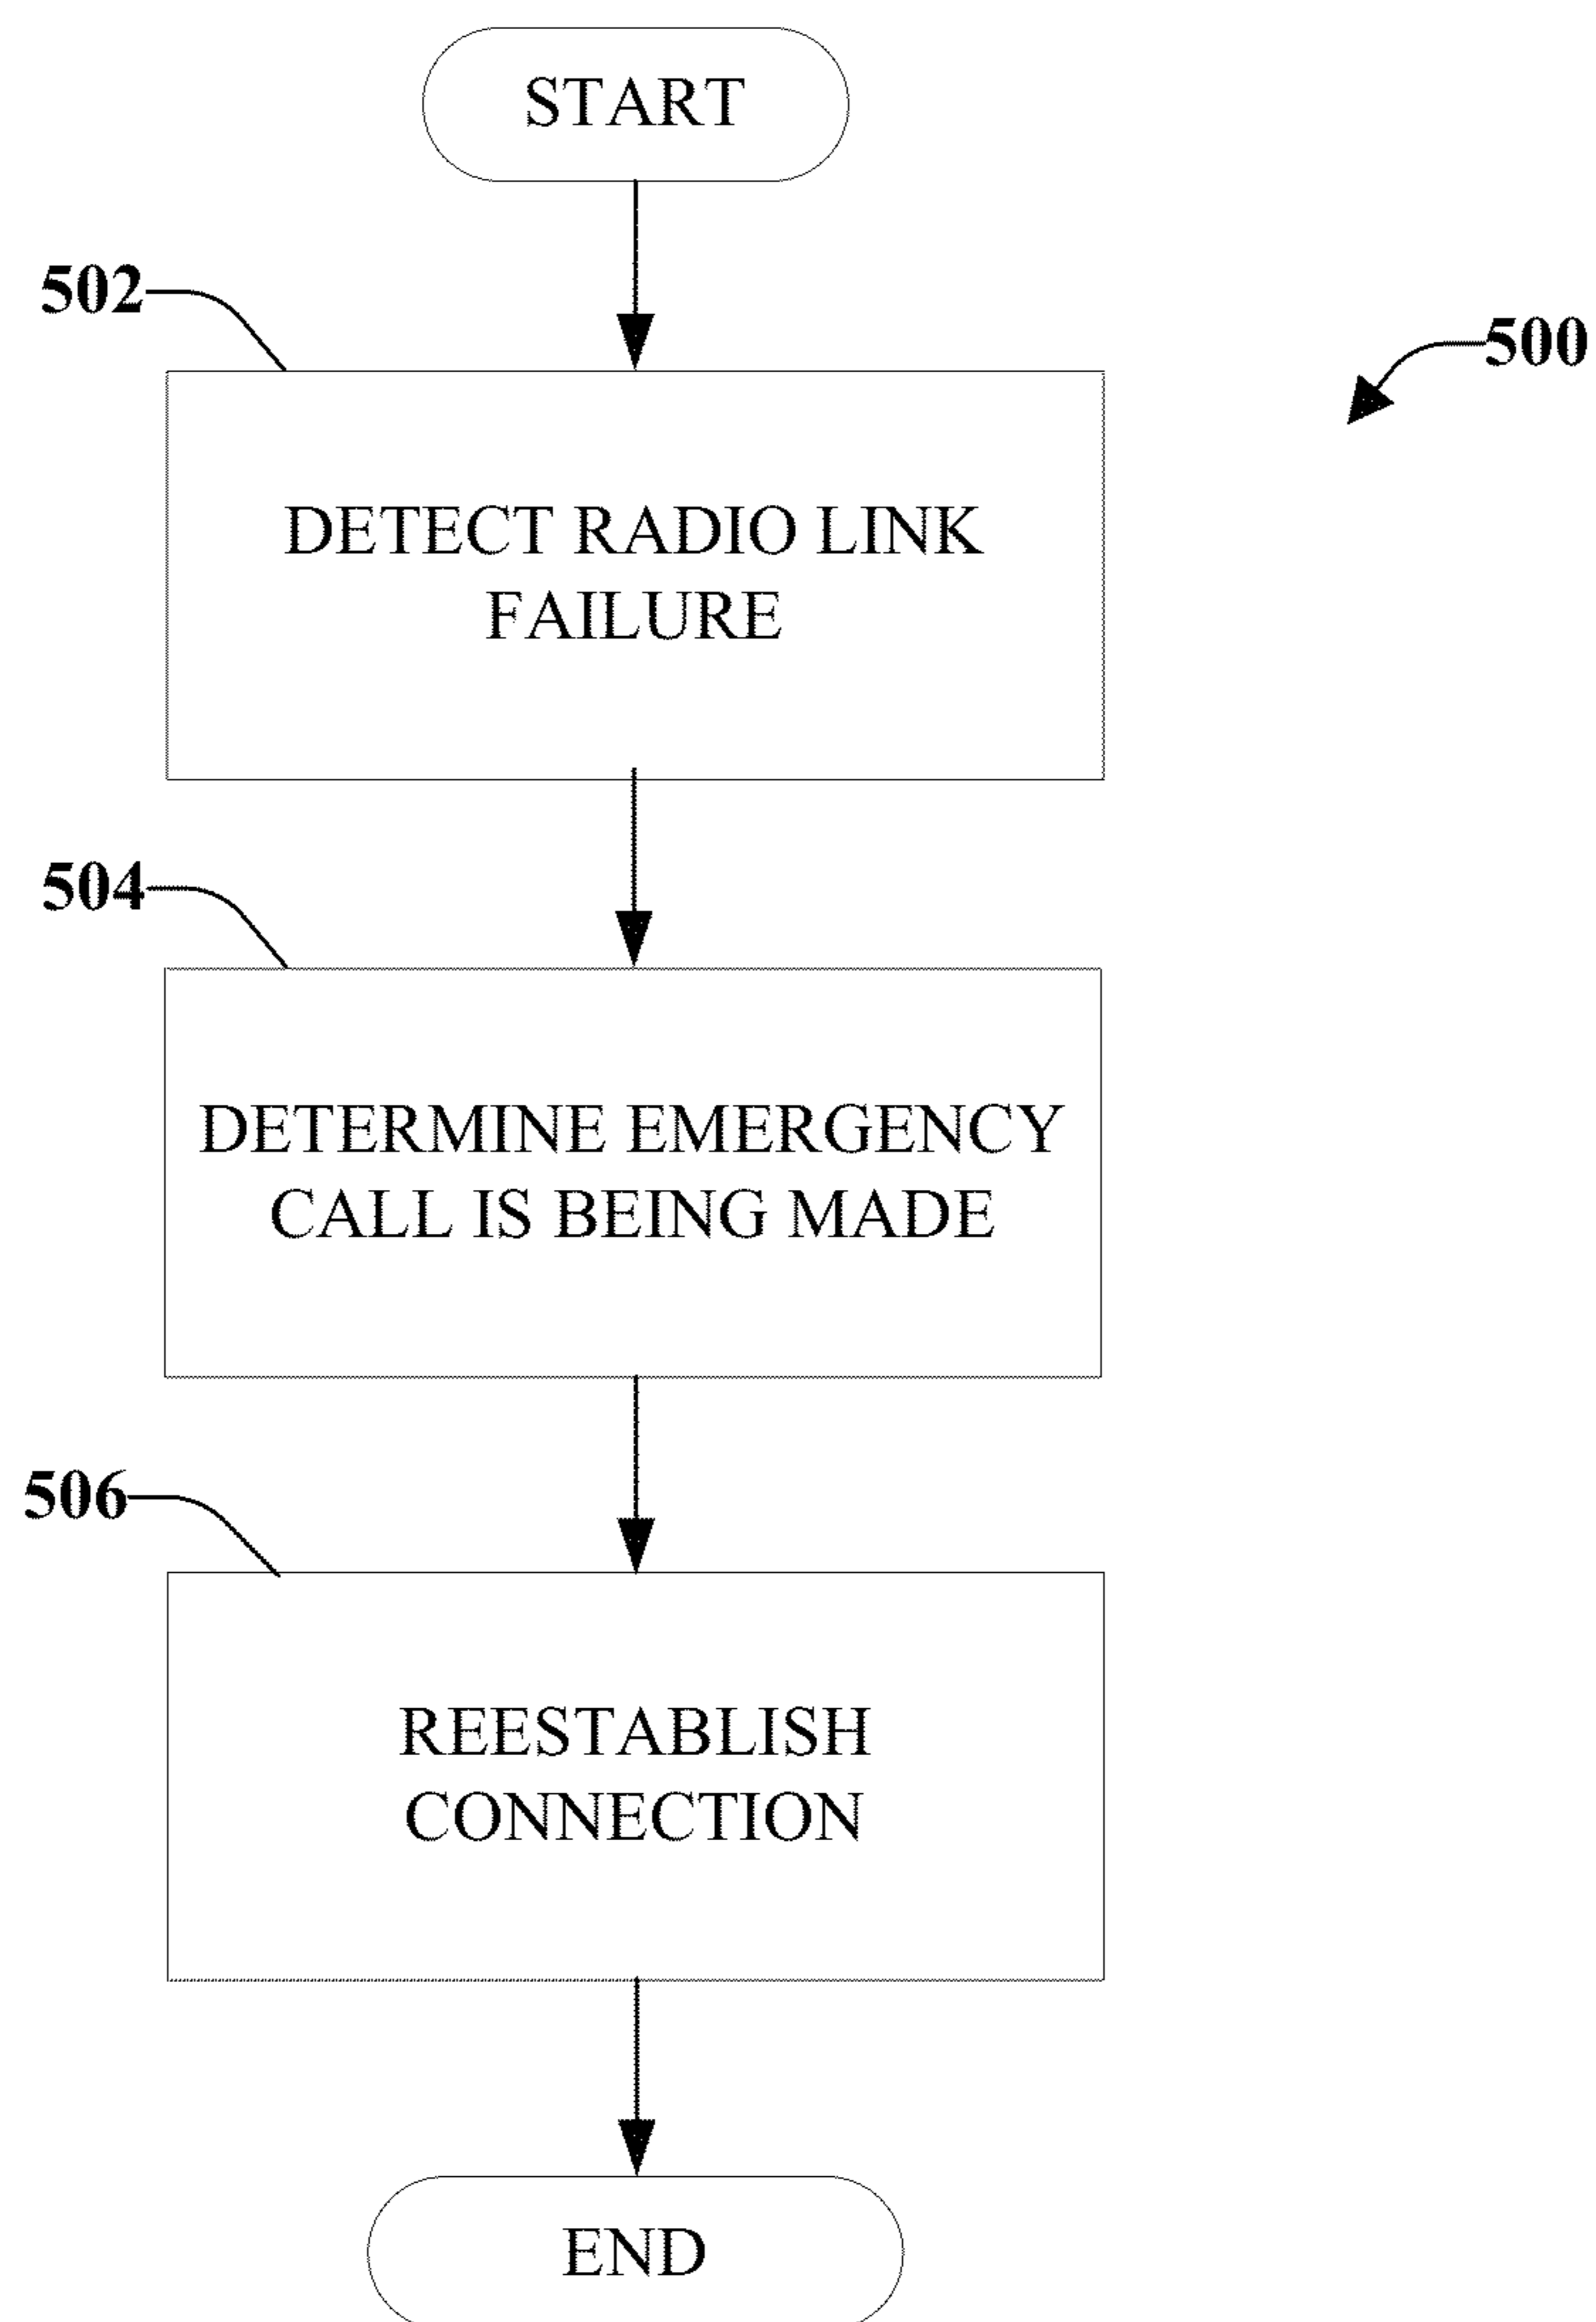 START
502
500
DETECT RADIO LINK
FAILURE
504
DETERMINE EMERGENCY
CALL IS BEING MADE
506
REESTABLISH
CONNECTION
END